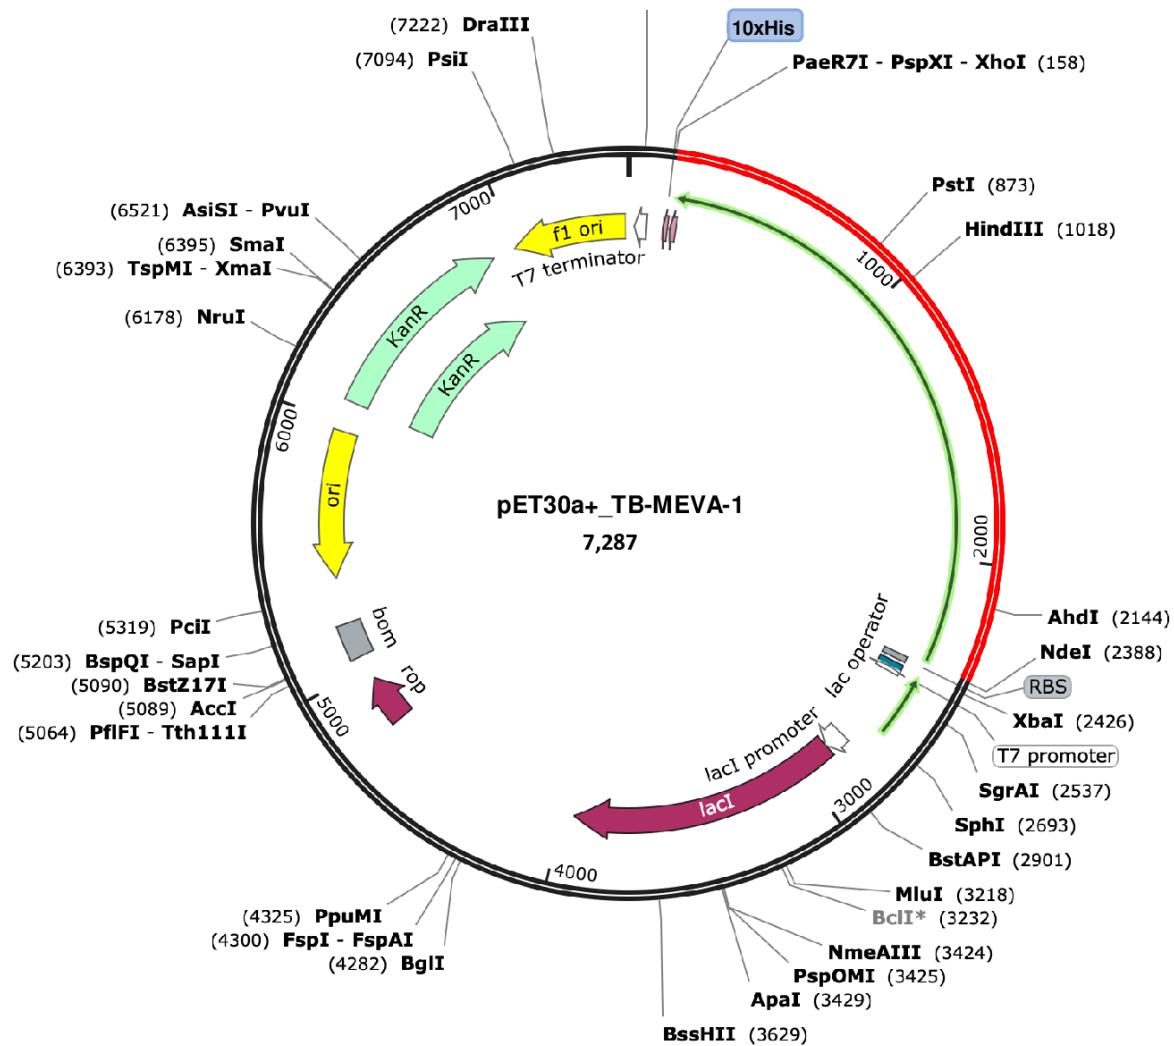 (7222) DraIII
(7094) PsiI
10xHis
PaeR7I - PspXI - XhoI (158)
PstI (873)
HindIII (1018)
(6521) AsiSI - PvuI
(6395) SmaI
(6393) TspMI - XmaI
(6178) NruI
7000
f1 ori
T7 terminator
1000
KanR
KanR
6000
ori
pET30a+_TB-MEVA-1
7,287
2000
AhdI (2144)
NdeI (2388)
RBS
XbaI (2426)
T7 promoter
SgrAI (2537)
SphI (2693)
BstAPI (2901)
MluI (3218)
BclI* (3232)
NmeAIII (3424)
PspOMI (3425)
ApaI (3429)
BssHII (3629)
lac operator
lacI promoter
lacI
3000
4000
bom
rop
5000
(5319) PciI
(5203) BspQI - SapI
(5090) BstZ17I
(5089) AccI
(5064) PflFI - Tth111I
(4325) PpuMI
(4300) FspI - FspAI
(4282) BglI